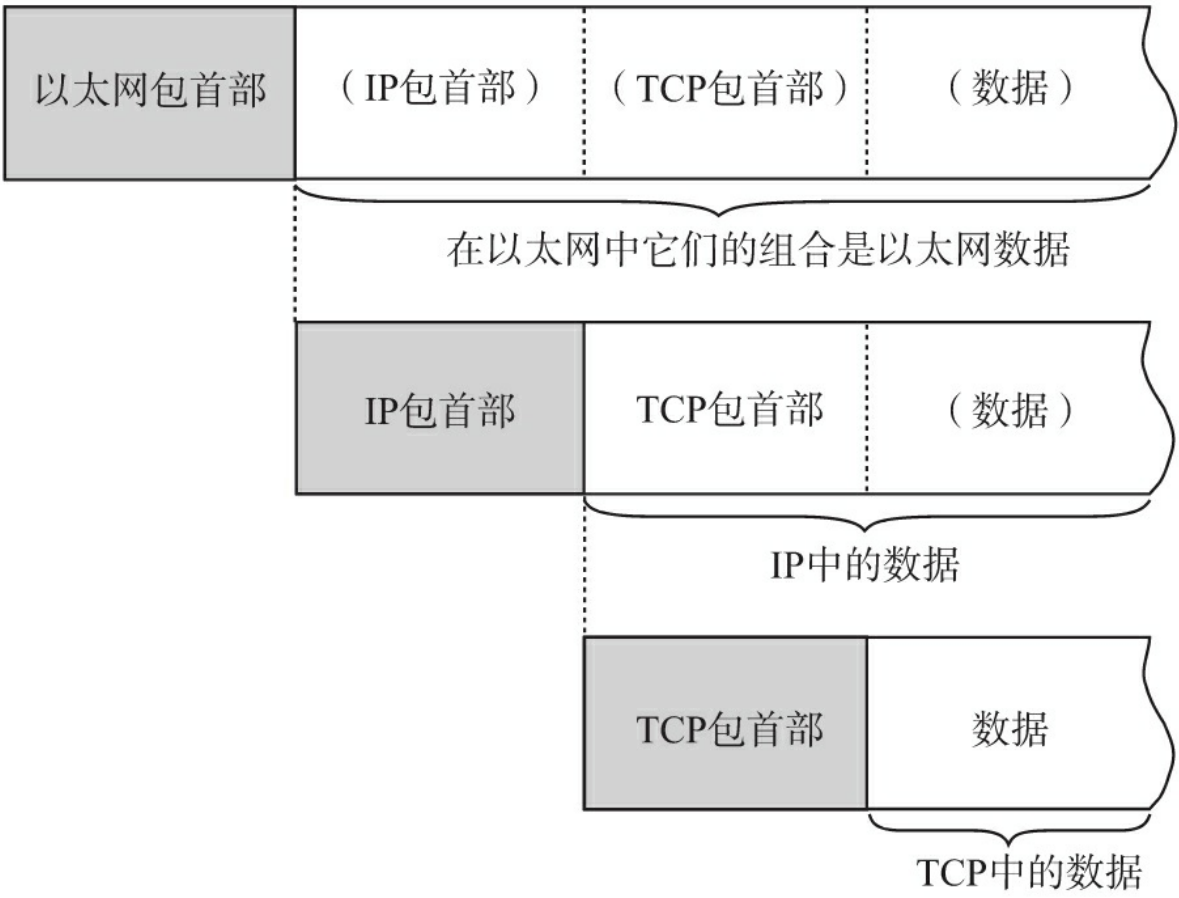 以太网包首部 （IP包首部） （TCP包首部） （数据）
在以太网中它们的组合是以太网数据
IP包首部 TCP包首部 （数据）
IP中的数据
TCP包首部 数据
TCP中的数据